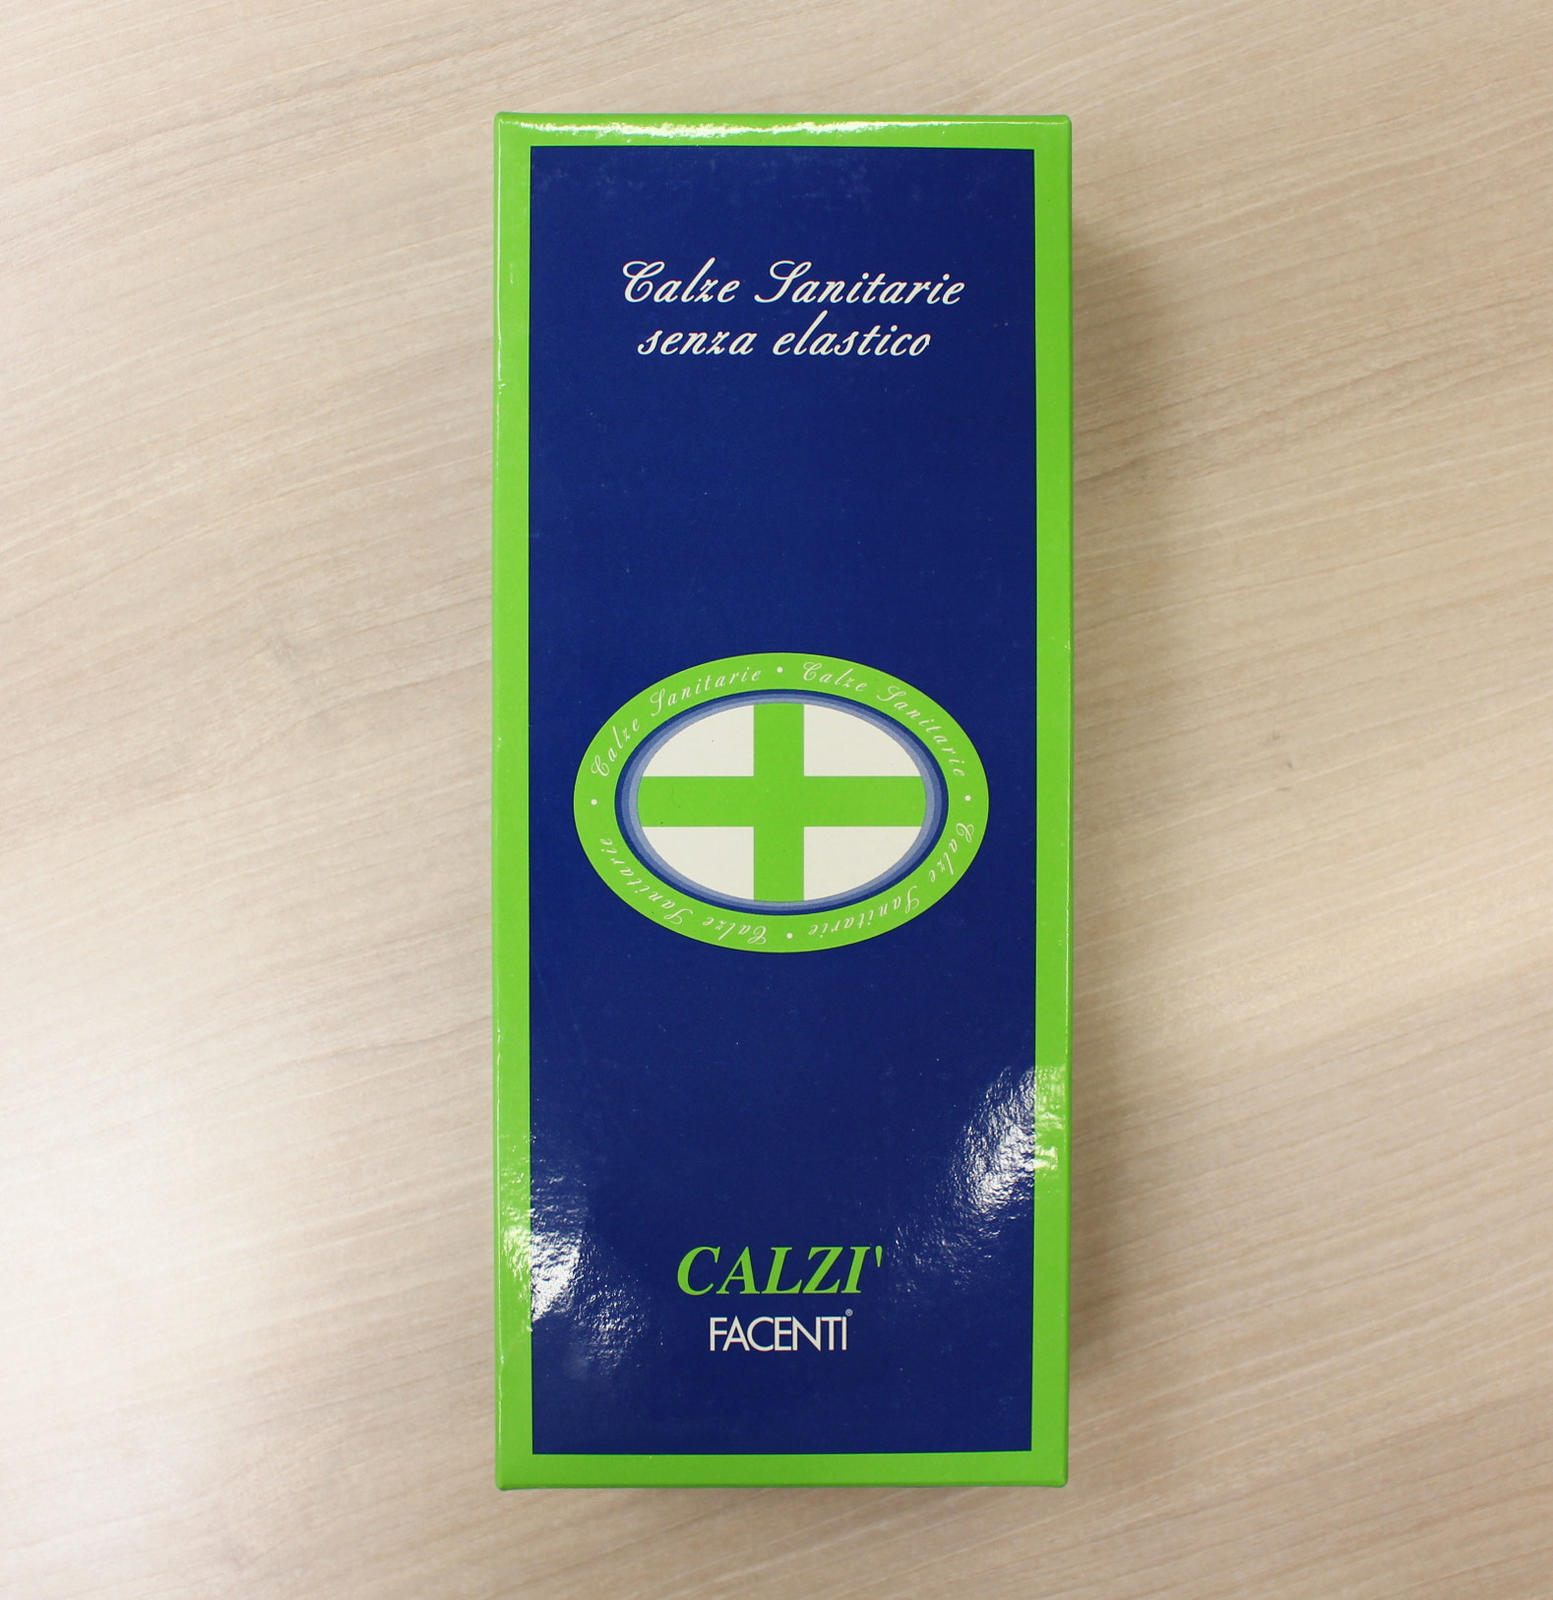 Calze Sanitarie
senza elastico
Calze Sanitarie • Calze Sanitarie • Calze Sanitarie • Calze Sanitarie •
CALZI'
FACENTI®